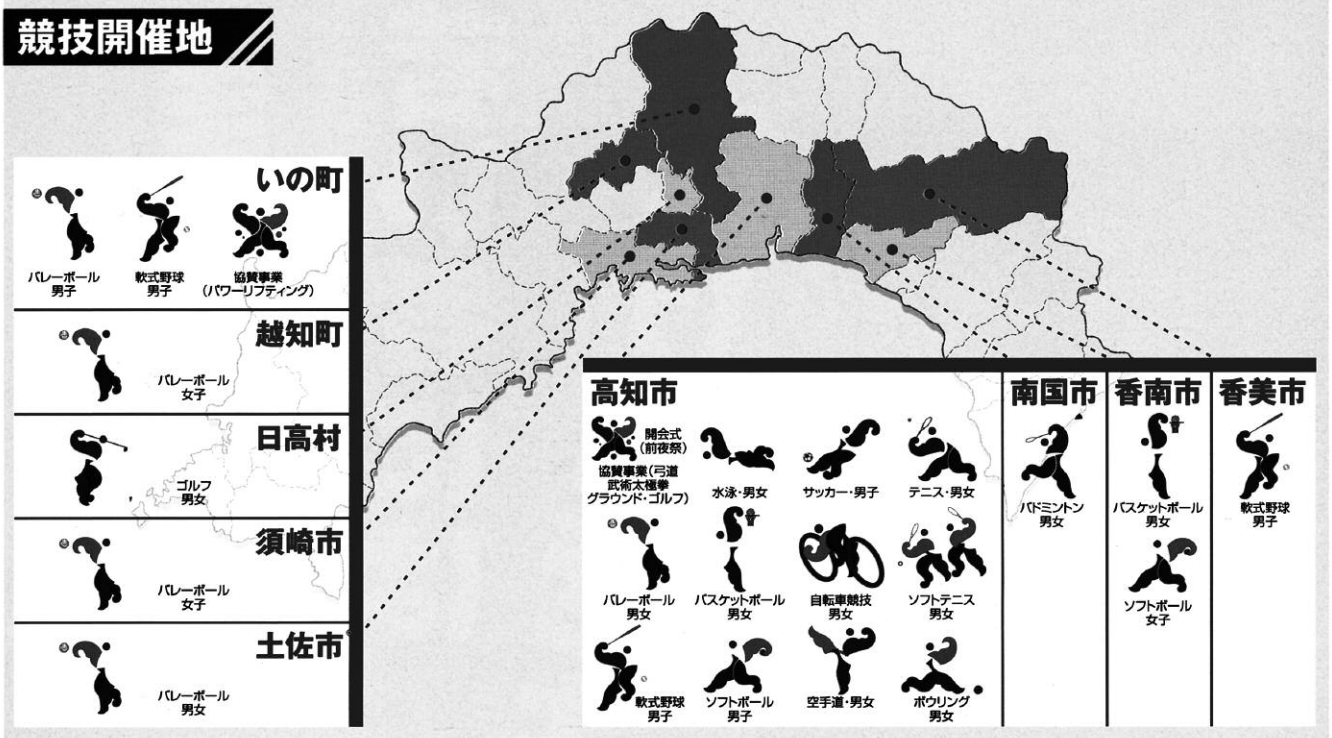 競技開催地
いの町
バレーボール
男子
軟式野球
男子
協賛事業
(パワーリフティング)
越知町
バレーボール
女子
日高村
ゴルフ
男女
須崎市
バレーボール
女子
土佐市
バレーボール
男女
高知市
開会式
(前夜祭)
協賛事業(弓道
武術太極拳
グラウンド・ゴルフ)
水泳・男女
サッカー・男子
テニス・男女
バレーボール
男女
バスケットボール
男女
自転車競技
男女
ソフトテニス
男女
軟式野球
男子
ソフトボール
男子
空手道・男女
ボウリング
男女
南国市
バドミントン
男女
香南市
バスケットボール
男女
ソフトボール
女子
香美市
軟式野球
男子